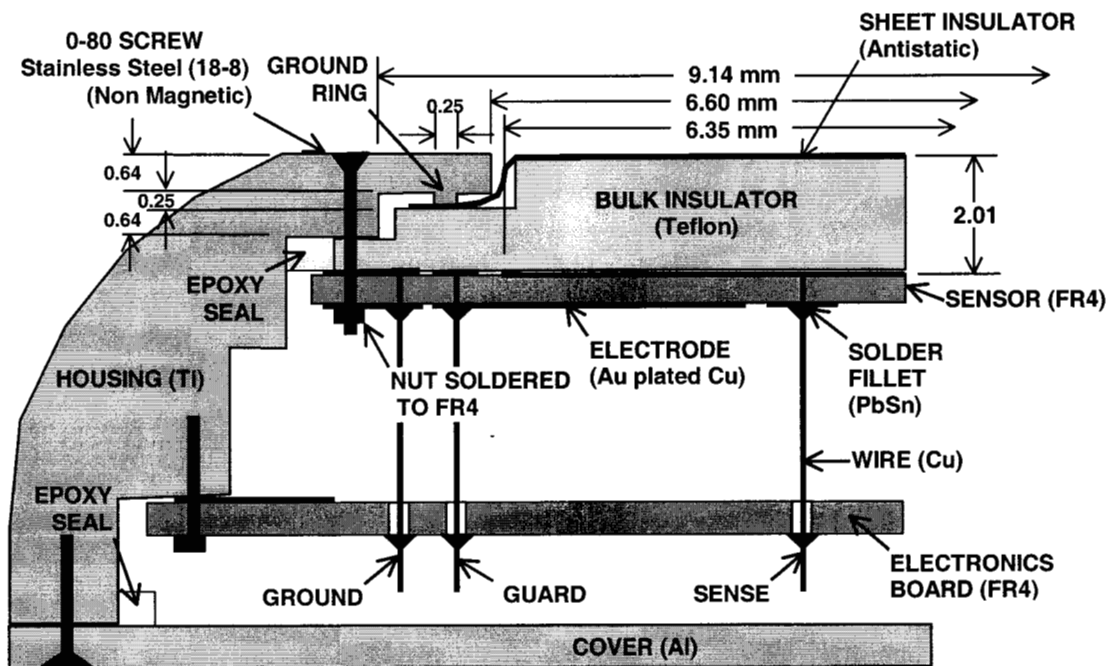 0-80 SCREW
Stainless Steel (18-8)
(Non Magnetic)
GROUND
RING
SHEET INSULATOR
(Antistatic)
9.14 mm
6.60 mm
6.35 mm
0.25
0.64
0.25
0.64
BULK INSULATOR
(Teflon)
2.01
EPOXY
SEAL
SENSOR (FR4)
HOUSING (TI)
NUT SOLDERED
TO FR4
ELECTRODE
(Au plated Cu)
SOLDER
FILLET
(PbSn)
WIRE (Cu)
EPOXY
SEAL
GROUND
GUARD
SENSE
ELECTRONICS
BOARD (FR4)
COVER (Al)